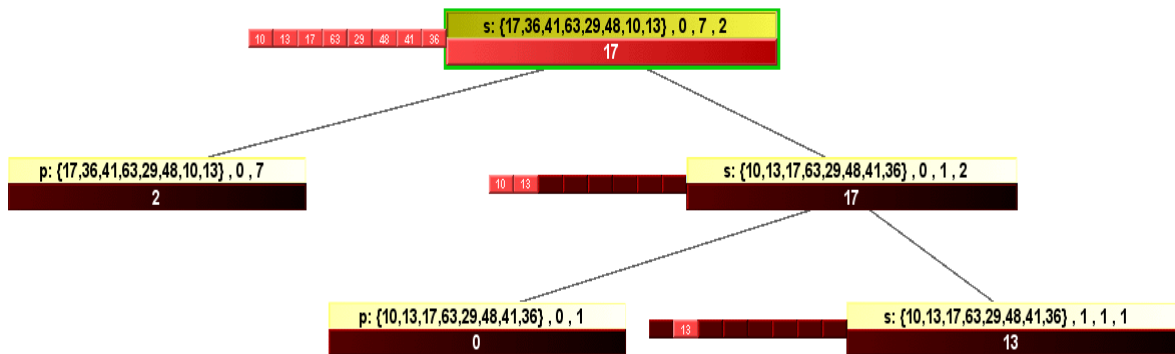 s: {17,36,41,63,29,48,10,13} , 0 , 7 , 2
10 13 17 63 29 48 41 36
17
p: {17,36,41,63,29,48,10,13} , 0 , 7
2
s: {10,13,17,63,29,48,41,36} , 0 , 1 , 2
10 13
17
p: {10,13,17,63,29,48,41,36} , 0 , 1
0
s: {10,13,17,63,29,48,41,36} , 1 , 1 , 1
13
13